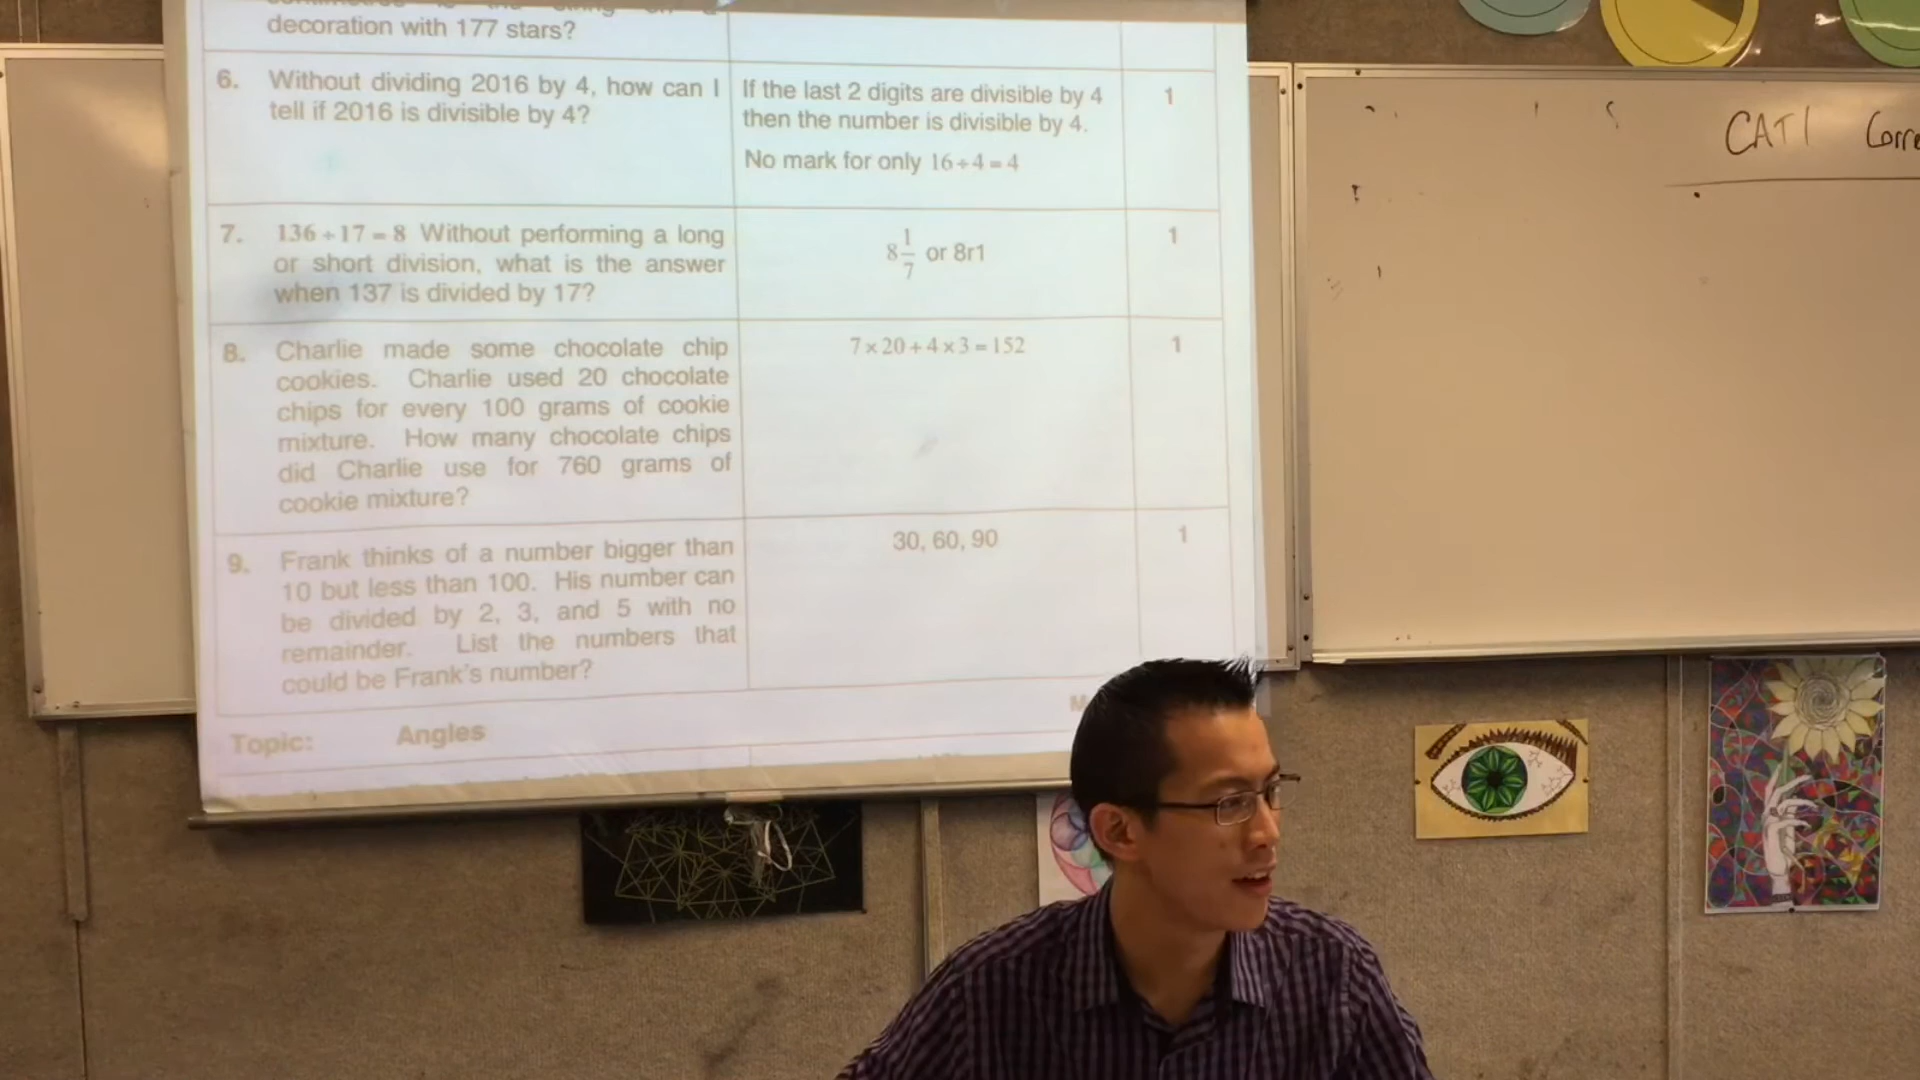 decoration with 177 stars?
6. Without dividing 2016 by 4, how can I
tell if 2016 is divisible by 4?
If the last 2 digits are divisible by 4
then the number is divisible by 4.
No mark for only 16÷4=4
1
7. 136÷17=8 Without performing a long
or short division, what is the answer
when 137 is divided by 17?
8 1/7 or 8r1
1
8. Charlie made some chocolate chip
cookies. Charlie used 20 chocolate
chips for every 100 grams of cookie
mixture. How many chocolate chips
did Charlie use for 760 grams of
cookie mixture?
7×20+4×3=152
1
9. Frank thinks of a number bigger than
10 but less than 100. His number can
be divided by 2, 3, and 5 with no
remainder. List the numbers that
could be Frank's number?
30, 60, 90
1
Topic: Angles
CAT1 Corre